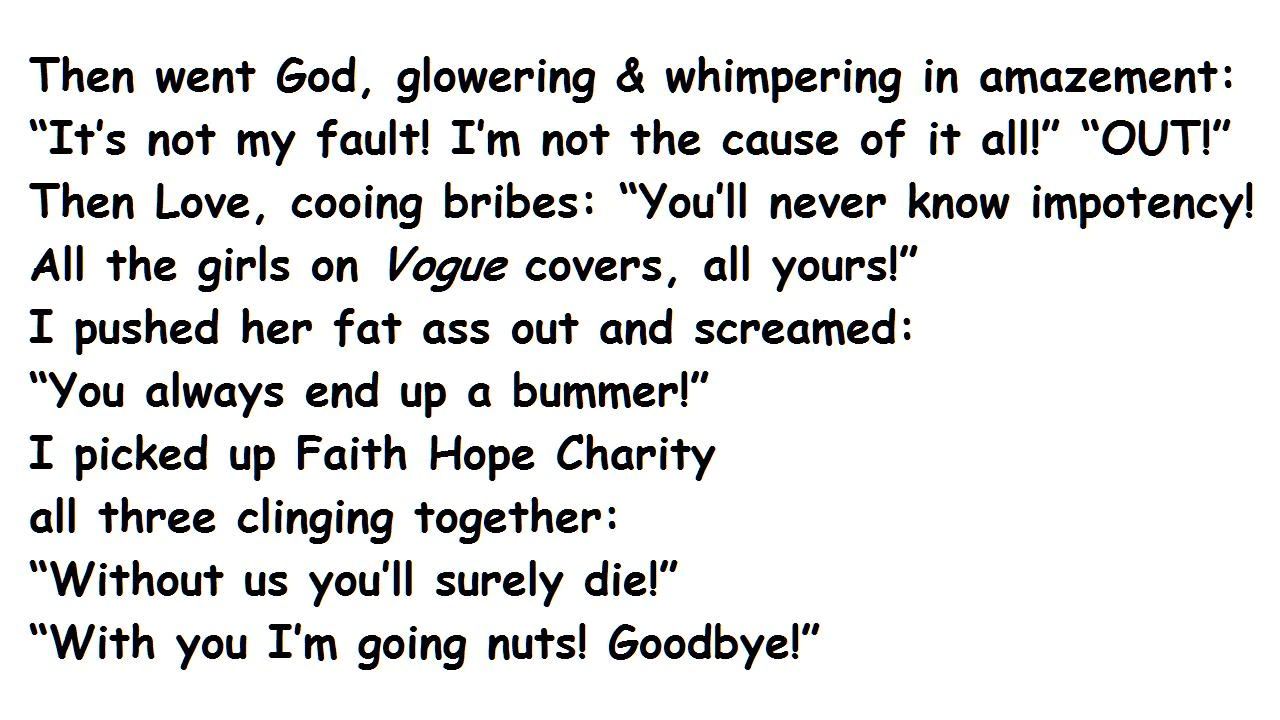 Then went God, glowering & whimpering in amazement:
“It’s not my fault! I’m not the cause of it all!” “OUT!”
Then Love, cooing bribes: “You’ll never know impotency!
All the girls on Vogue covers, all yours!”
I pushed her fat ass out and screamed:
“You always end up a bummer!”
I picked up Faith Hope Charity
all three clinging together:
“Without us you’ll surely die!”
“With you I’m going nuts! Goodbye!”